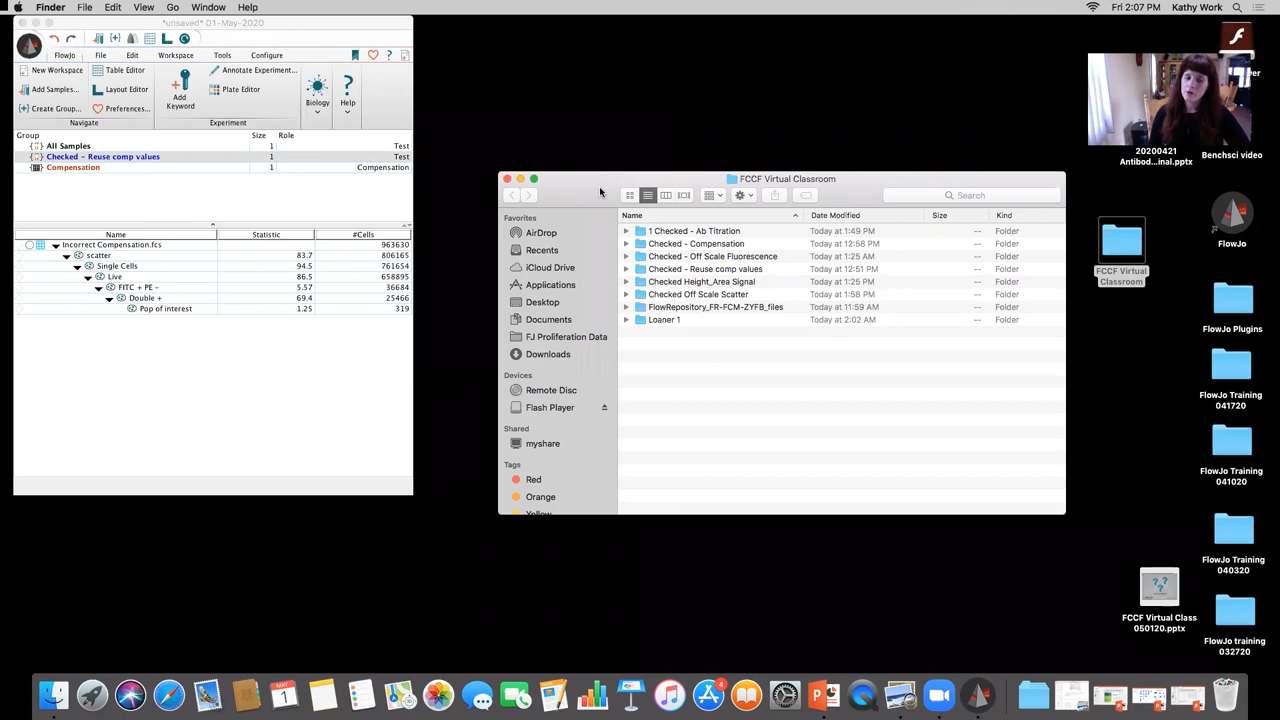 Finder File Edit View Go Window Help
Fri 2:07 PM Kathy Work
*unsaved* 01-May-2020
FlowJo File Edit Workspace Tools Configure
New Workspace Table Editor Annotate Experiment...
Add Samples... Layout Editor Plate Editor
Create Group... Preferences...
Add Keyword
Biology
Help
Navigate Experiment
Group Size Role
All Samples 1 Test
Checked - Reuse comp values 1 Test
Compensation 1 Compensation
Name Statistic #Cells
Incorrect Compensation.fcs 963630
scatter 83.7 806165
Single Cells 94.5 761654
Live 86.5 658895
FITC + PE - 5.57 36684
Double + 69.4 25466
Pop of interest 1.25 319
FCCF Virtual Classroom
Search
Favorites
AirDrop
Recents
iCloud Drive
Applications
Desktop
Documents
FJ Proliferation Data
Downloads
Devices
Remote Disc
Flash Player
Shared
myshare
Tags
Red
Orange
Yellow
Name Date Modified Size Kind
1 Checked - Ab Titration Today at 1:49 PM -- Folder
Checked - Compensation Today at 12:58 PM -- Folder
Checked - Off Scale Fluorescence Today at 1:25 AM -- Folder
Checked - Reuse comp values Today at 12:51 PM -- Folder
Checked Height_Area Signal Today at 1:25 PM -- Folder
Checked Off Scale Scatter Today at 1:58 PM -- Folder
FlowRepository_FR-FCM-ZYFB_files Today at 11:59 AM -- Folder
Loaner 1 Today at 2:02 AM -- Folder
20200421
Antibod...inal.pptx
Benchsci video
FCCF Virtual
Classroom
FlowJo
FlowJo Plugins
FlowJo Training
041720
FlowJo Training
041020
FlowJo Training
040320
FCCF Virtual Class
050120.pptx
FlowJo training
032720
MAY
1
4